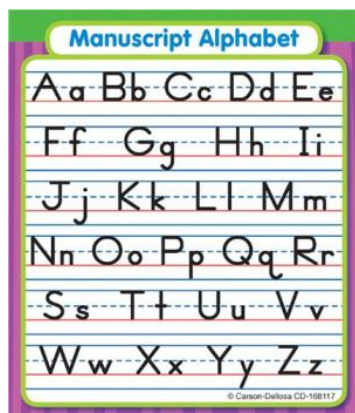 Manuscript Alphabet
Aa Bb Cc Dd Ee
Ff Gg Hh Ii
Jj Kk Ll Mm
Nn Oo Pp Qq Rr
Ss Tt Uu Vv
Ww Xx Yy Zz
© Carson-Dellosa CD-168117